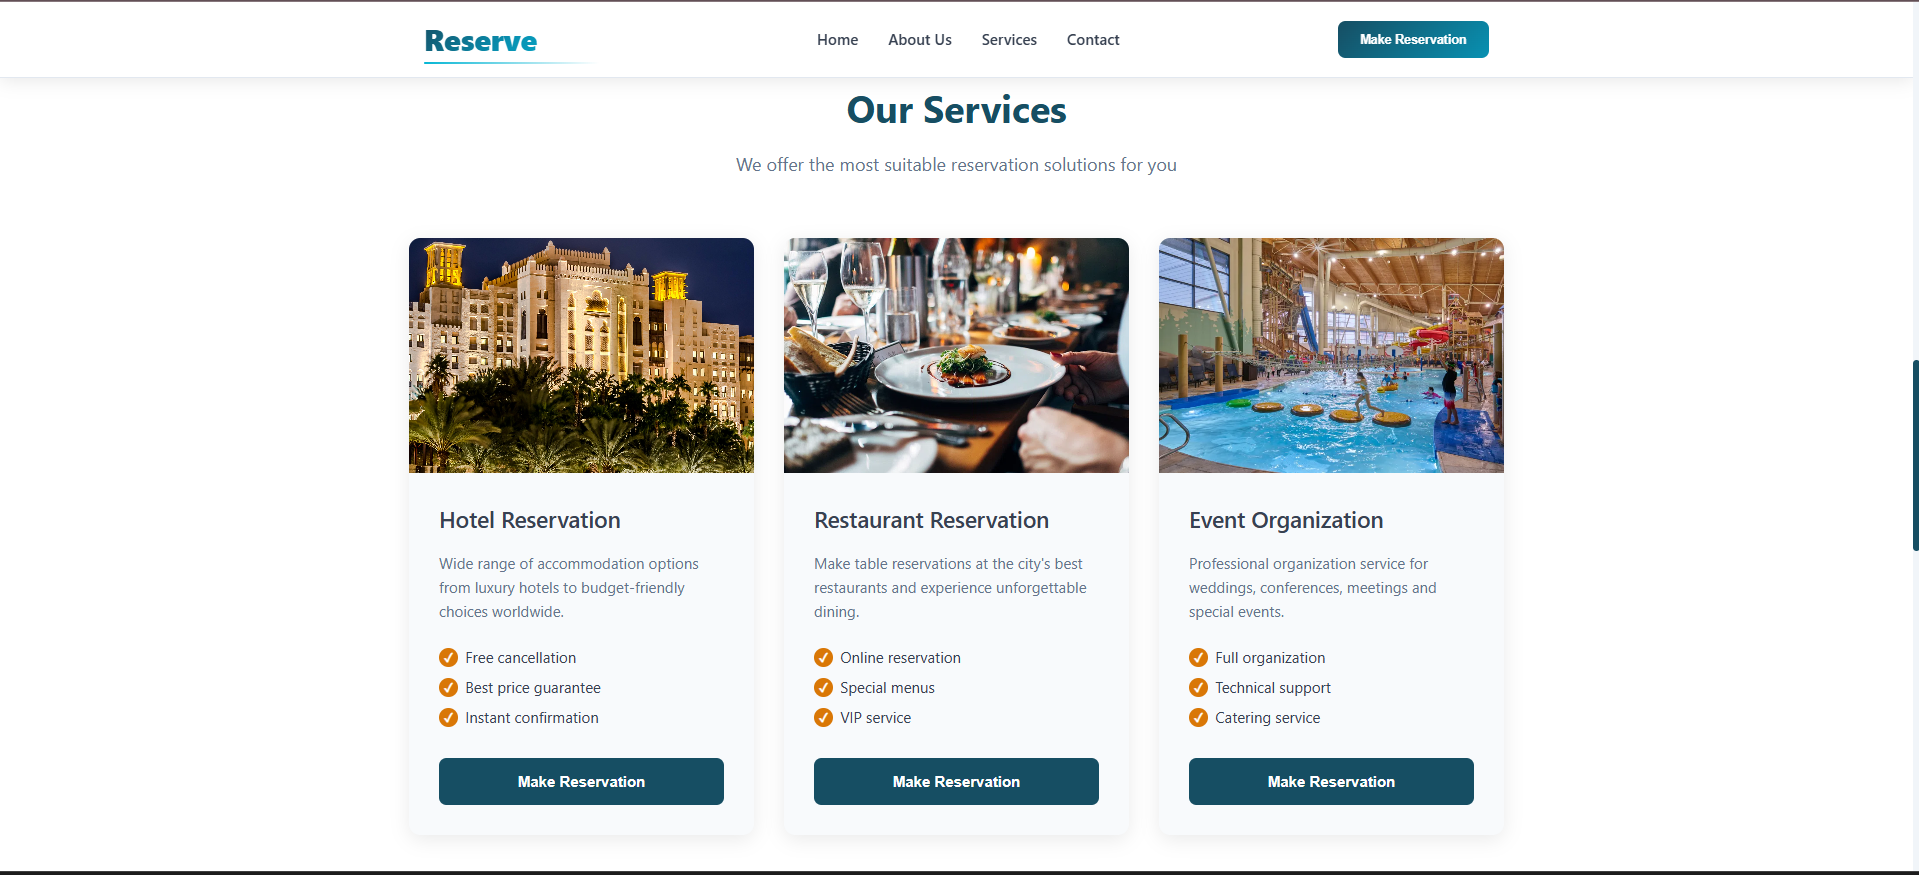 Reserve
Home
About Us
Services
Contact
Make Reservation
Our Services
We offer the most suitable reservation solutions for you
Hotel Reservation
Wide range of accommodation options
from luxury hotels to budget-friendly
choices worldwide.
Free cancellation
Best price guarantee
Instant confirmation
Make Reservation
Restaurant Reservation
Make table reservations at the city's best
restaurants and experience unforgettable
dining.
Online reservation
Special menus
VIP service
Make Reservation
Event Organization
Professional organization service for
weddings, conferences, meetings and
special events.
Full organization
Technical support
Catering service
Make Reservation